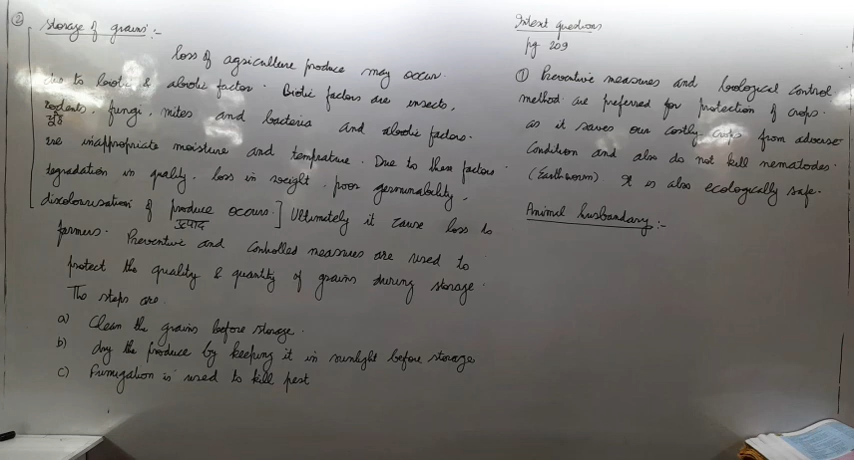 ② Storage of grains :-
loss of agriculture produce may occur
due to biotic & abiotic factor. Biotic factors are insects,
rodents, fungi, mites and bacteria and abiotic factors.
are inappropriate moisture and temprature. Due to these factors
degradation in quality, loss in weight, poor germinability,
discolourisation of produce occurs.] Ultimately it cause loss to
उत्पाद
farmers. Preventive and controlled measures are used to
protect the quality & quantity of grains during storage.
The steps are
a) Clean the grains before storage.
b) dry the produce by keeping it in sunlight before storage
c) Fumigation is used to kill pest
Intext questions
pg 209
① Preventive measures and biological control
method are preferred for protection of crops.
as it saves our costly crops from adverse
Condition and also do not kill nematodes.
(Earthworm) It is also ecologically safe.
Animal husbandary :-